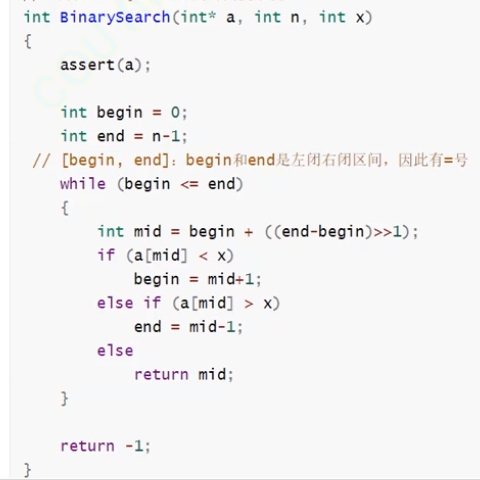 int BinarySearch(int* a, int n, int x)
{
assert(a);
int begin = 0;
int end = n-1;
// [begin, end]：begin和end是左闭右闭区间，因此有=号
while (begin <= end)
{
int mid = begin + ((end-begin)>>1);
if (a[mid] < x)
begin = mid+1;
else if (a[mid] > x)
end = mid-1;
else
return mid;
}
return -1;
}